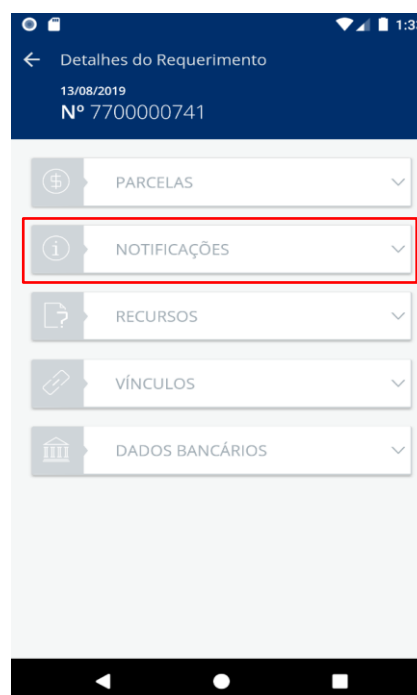 1:3
Detalhes do Requerimento
13/08/2019
Nº 7700000741
PARCELAS
NOTIFICAÇÕES
RECURSOS
VÍNCULOS
DADOS BANCÁRIOS